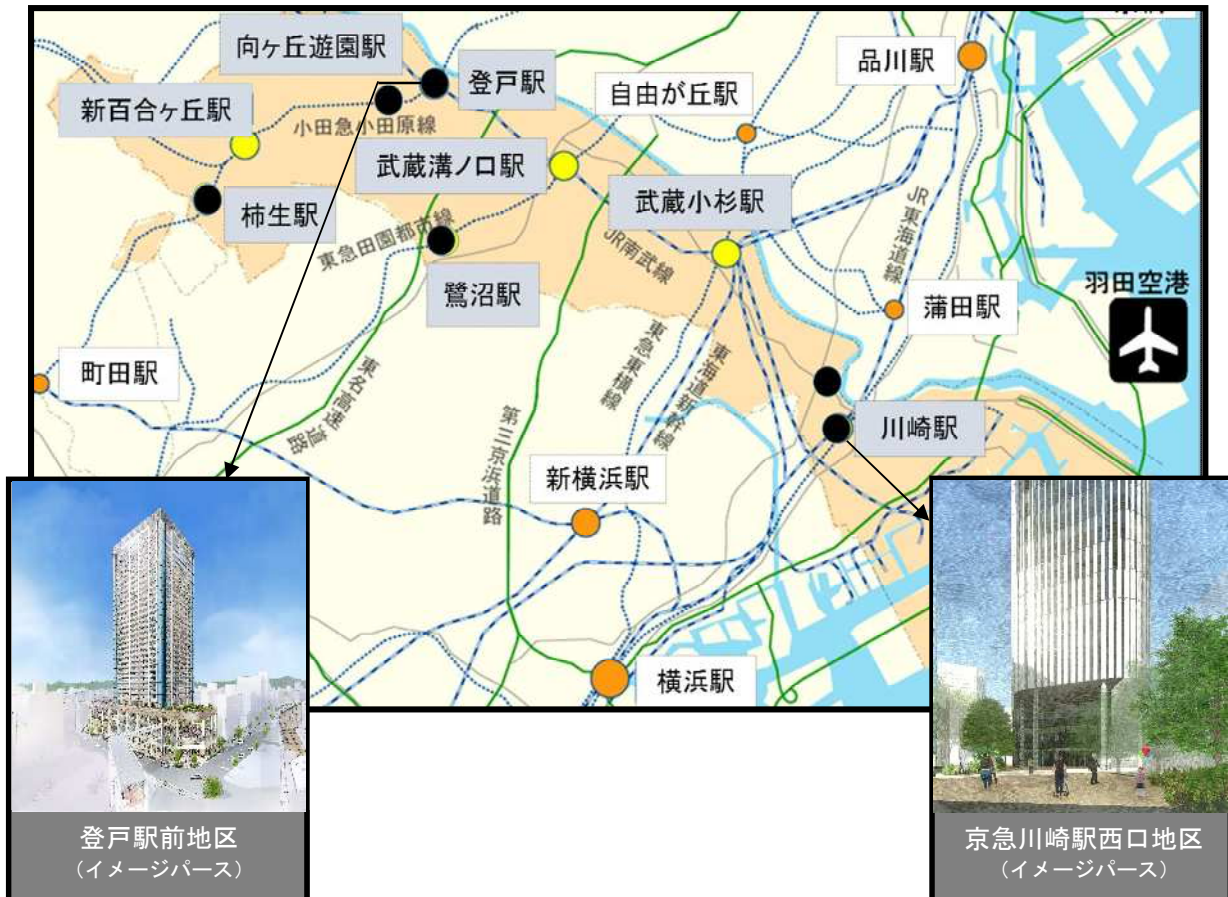 向ヶ丘遊園駅
登戸駅
品川駅
自由が丘駅
新百合ヶ丘駅
小田急小田原線
武蔵溝ノ口駅
武蔵小杉駅
柿生駅
東急田園都市線
JR南武線
JR東海道線
鷺沼駅
羽田空港
蒲田駅
町田駅
東名高速道路
第三京浜道路
東急東横線
東海道新幹線
川崎駅
新横浜駅
横浜駅
登戸駅前地区
（イメージパース）
京急川崎駅西口地区
（イメージパース）